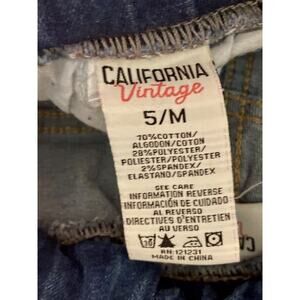 CALIFORNIA
Vintage
5/M
70%COTTON/
ALGODON/COTON
28%POLYESTER/
POLIESTER/POLYESTER
2%SPANDEX/
ELASTANO/SPANDEX
SEE CARE
INFORMATION REVERSE
INFORMACIÓN DE CUIDADO
AL REVERSO
DIRECTIVES D'ENTRETIEN
AU VERSO
RN:121231
MADE IN CHINA